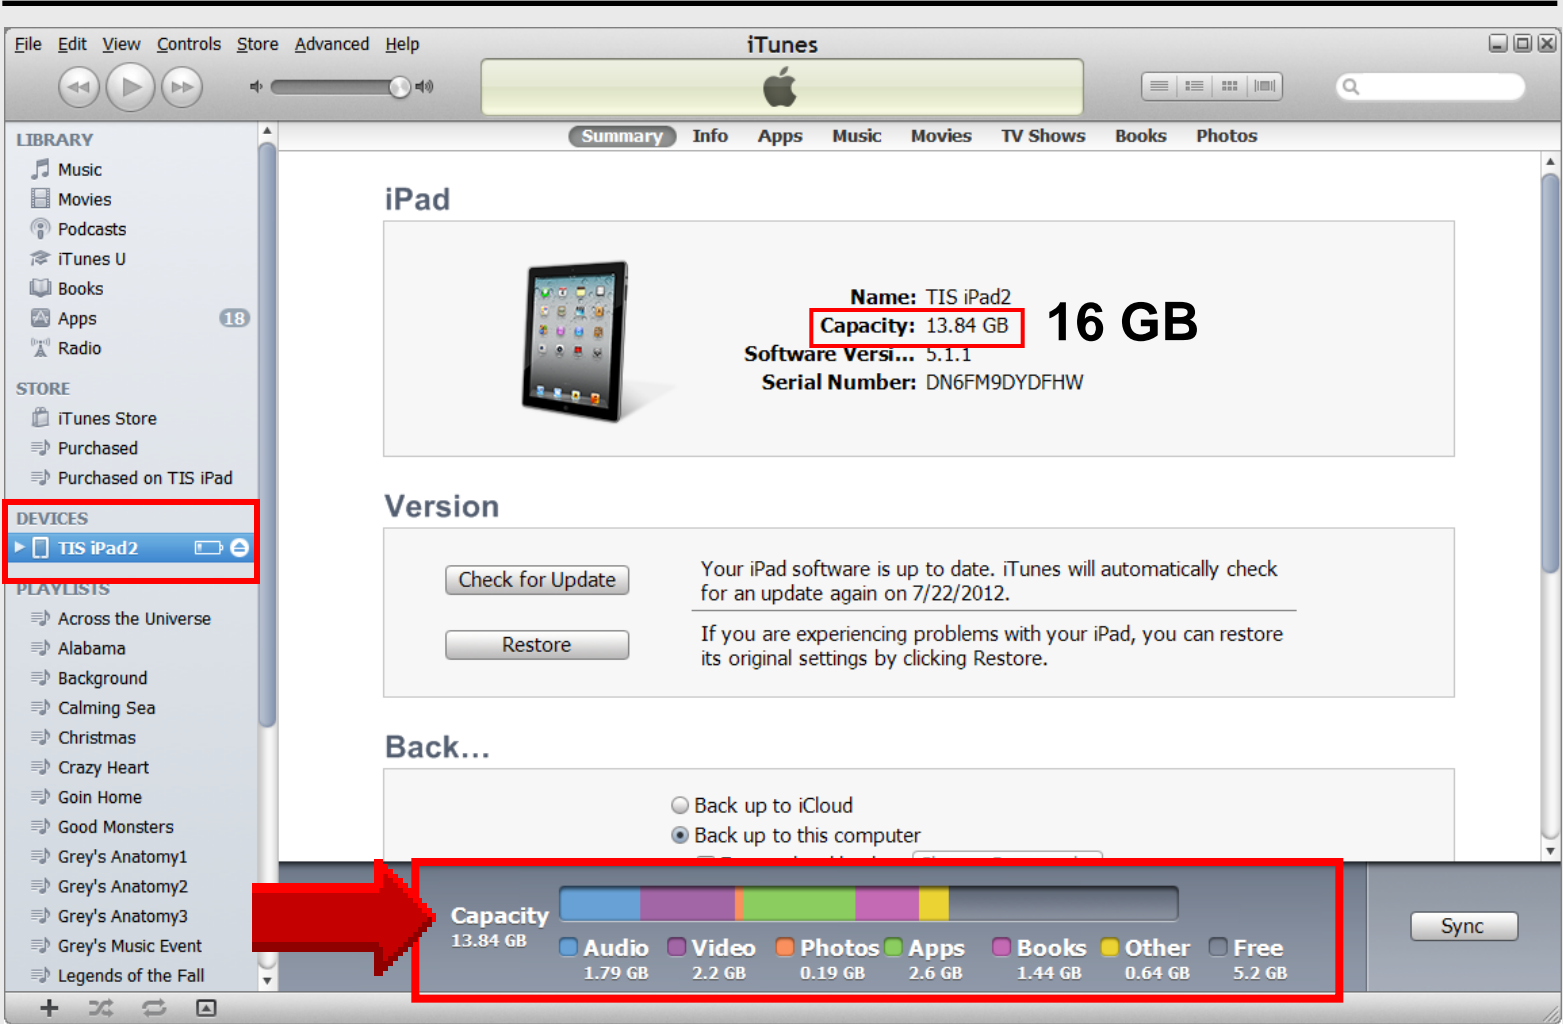 iTunes
File Edit View Controls Store Advanced Help
LIBRARY
Music
Movies
Podcasts
iTunes U
Books
Apps 18
Radio
STORE
iTunes Store
Purchased
Purchased on TIS iPad
DEVICES
TIS iPad2
PLAYLISTS
Across the Universe
Alabama
Background
Calming Sea
Christmas
Crazy Heart
Goin Home
Good Monsters
Grey's Anatomy1
Grey's Anatomy2
Grey's Anatomy3
Grey's Music Event
Legends of the Fall
Summary Info Apps Music Movies TV Shows Books Photos
iPad
Name: TIS iPad2
Capacity: 13.84 GB
16 GB
Software Versi... 5.1.1
Serial Number: DN6FM9DYDFHW
Version
Check for Update
Your iPad software is up to date. iTunes will automatically check
for an update again on 7/22/2012.
Restore
If you are experiencing problems with your iPad, you can restore
its original settings by clicking Restore.
Back...
Back up to iCloud
Back up to this computer
Capacity
13.84 GB
Audio Video Photos Apps Books Other Free
1.79 GB 2.2 GB 0.19 GB 2.6 GB 1.44 GB 0.64 GB 5.2 GB
Sync